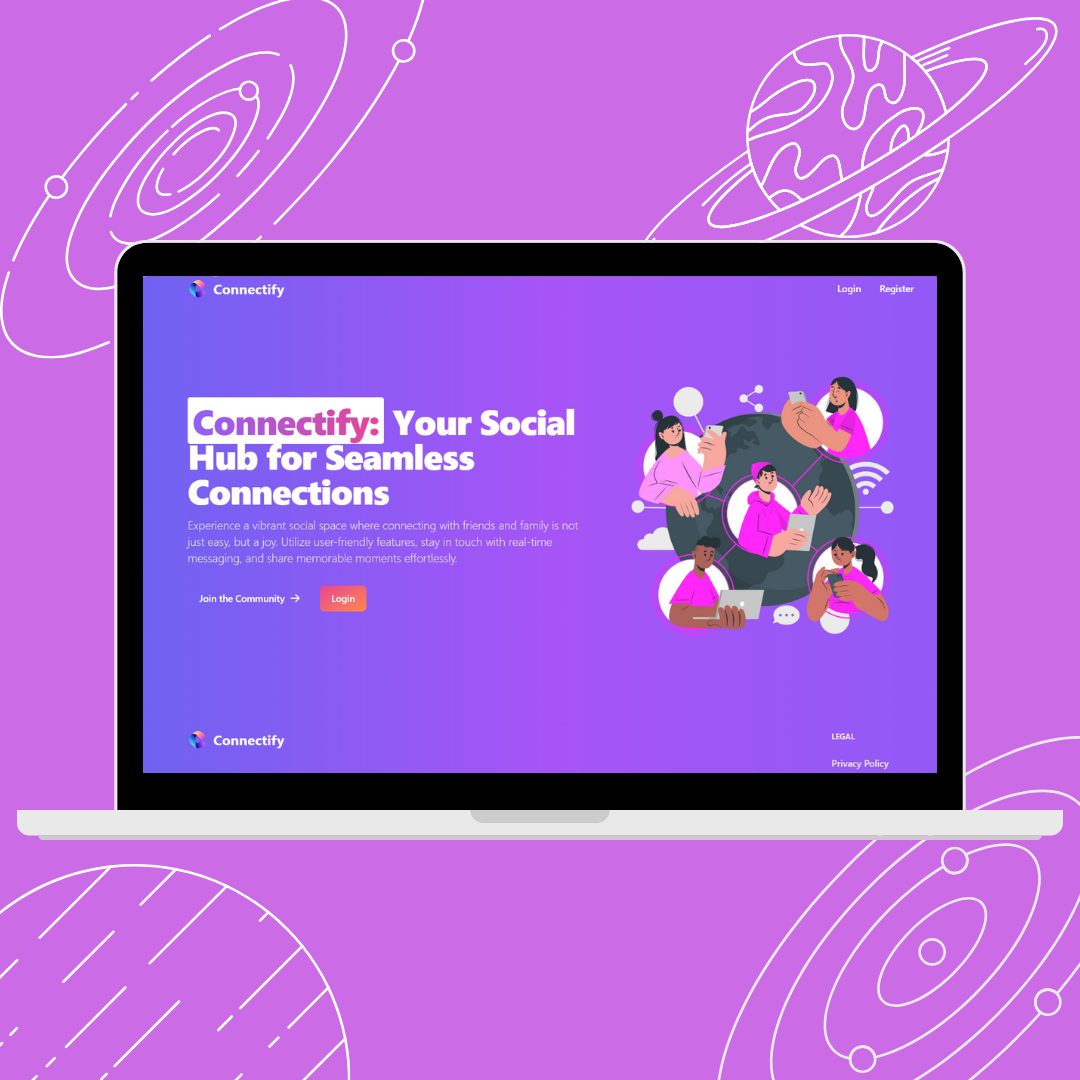 Connectify
Login Register
Connectify: Your Social
Hub for Seamless
Connections
Experience a vibrant social space where connecting with friends and family is not
just easy, but a joy. Utilize user-friendly features, stay in touch with real-time
messaging, and share memorable moments effortlessly.
Join the Community → Login
Connectify
LEGAL
Privacy Policy